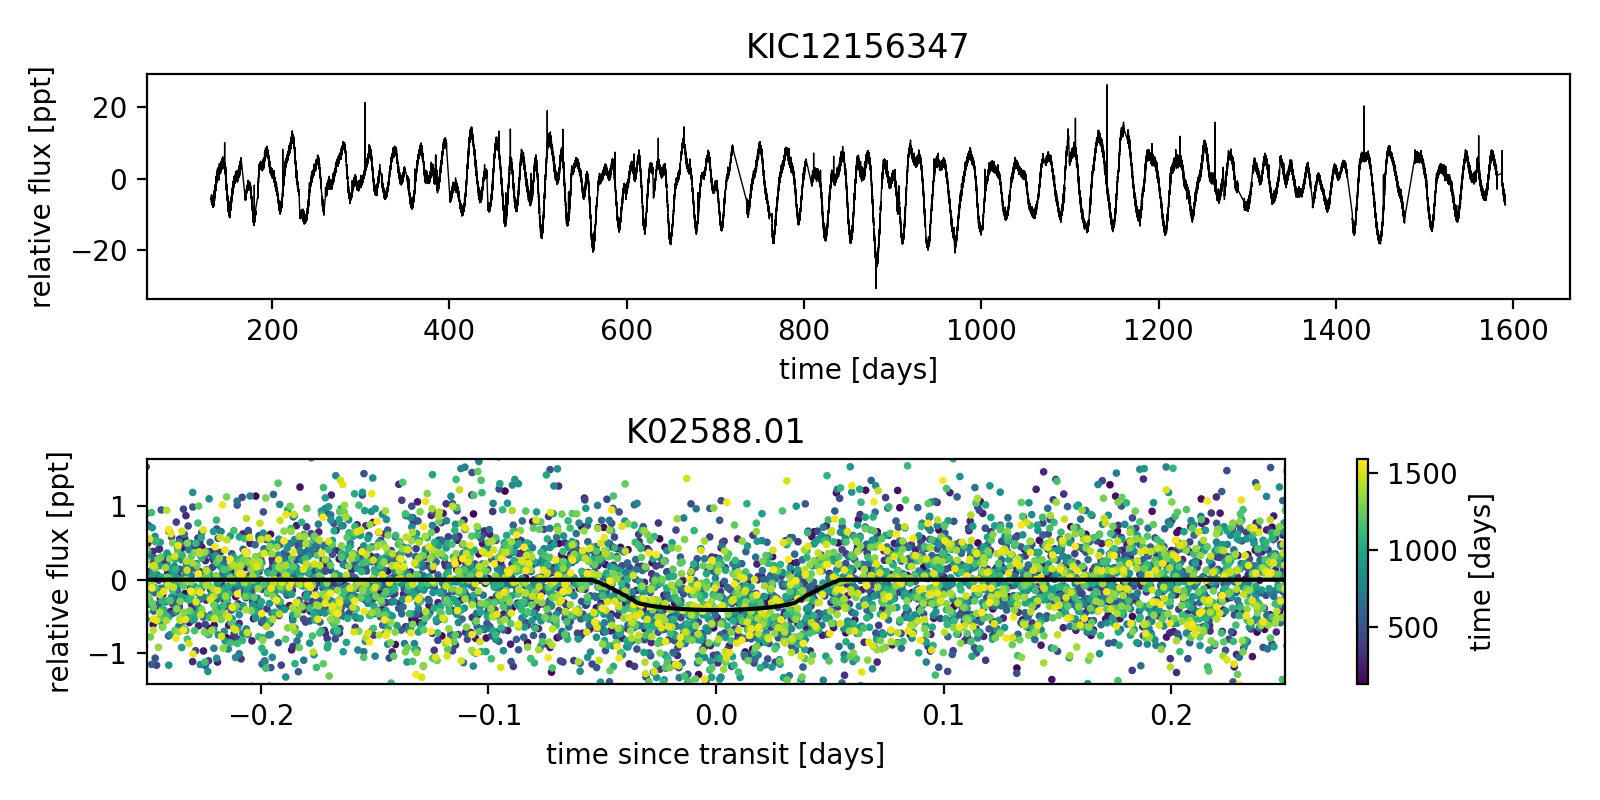 KIC12156347
relative flux [ppt]
20
0
−20
200 400 600 800 1000 1200 1400 1600
time [days]
K02588.01
relative flux [ppt]
1
0
−1
−0.2 −0.1 0.0 0.1 0.2
time since transit [days]
1500
1000
500
time [days]